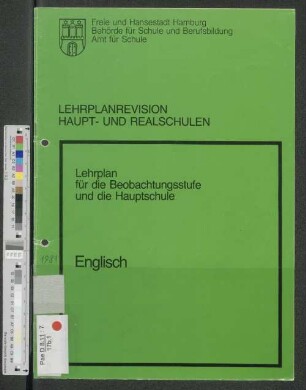 Freie und Hansestadt Hamburg
Behörde für Schule und Berufsbildung
Amt für Schule
LEHRPLANREVISION
HAUPT- UND REALSCHULEN
Lehrplan
für die Beobachtungsstufe
und die Hauptschule
1981
Englisch